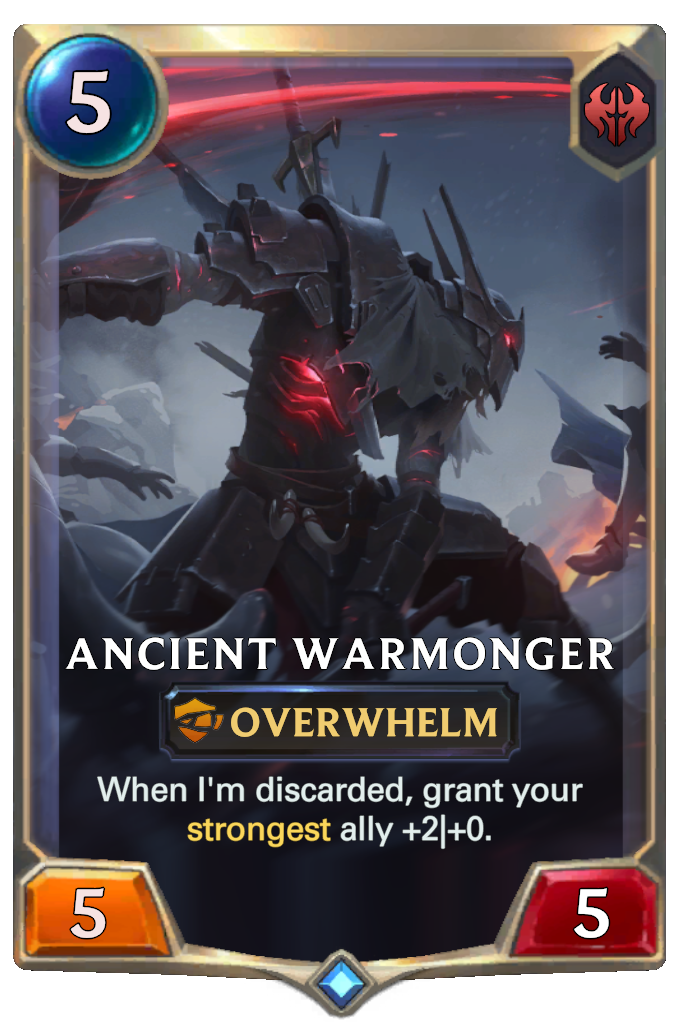 5
ANCIENT WARMONGER
OVERWHELM
When I'm discarded, grant your
strongest ally +2|+0.
5
5